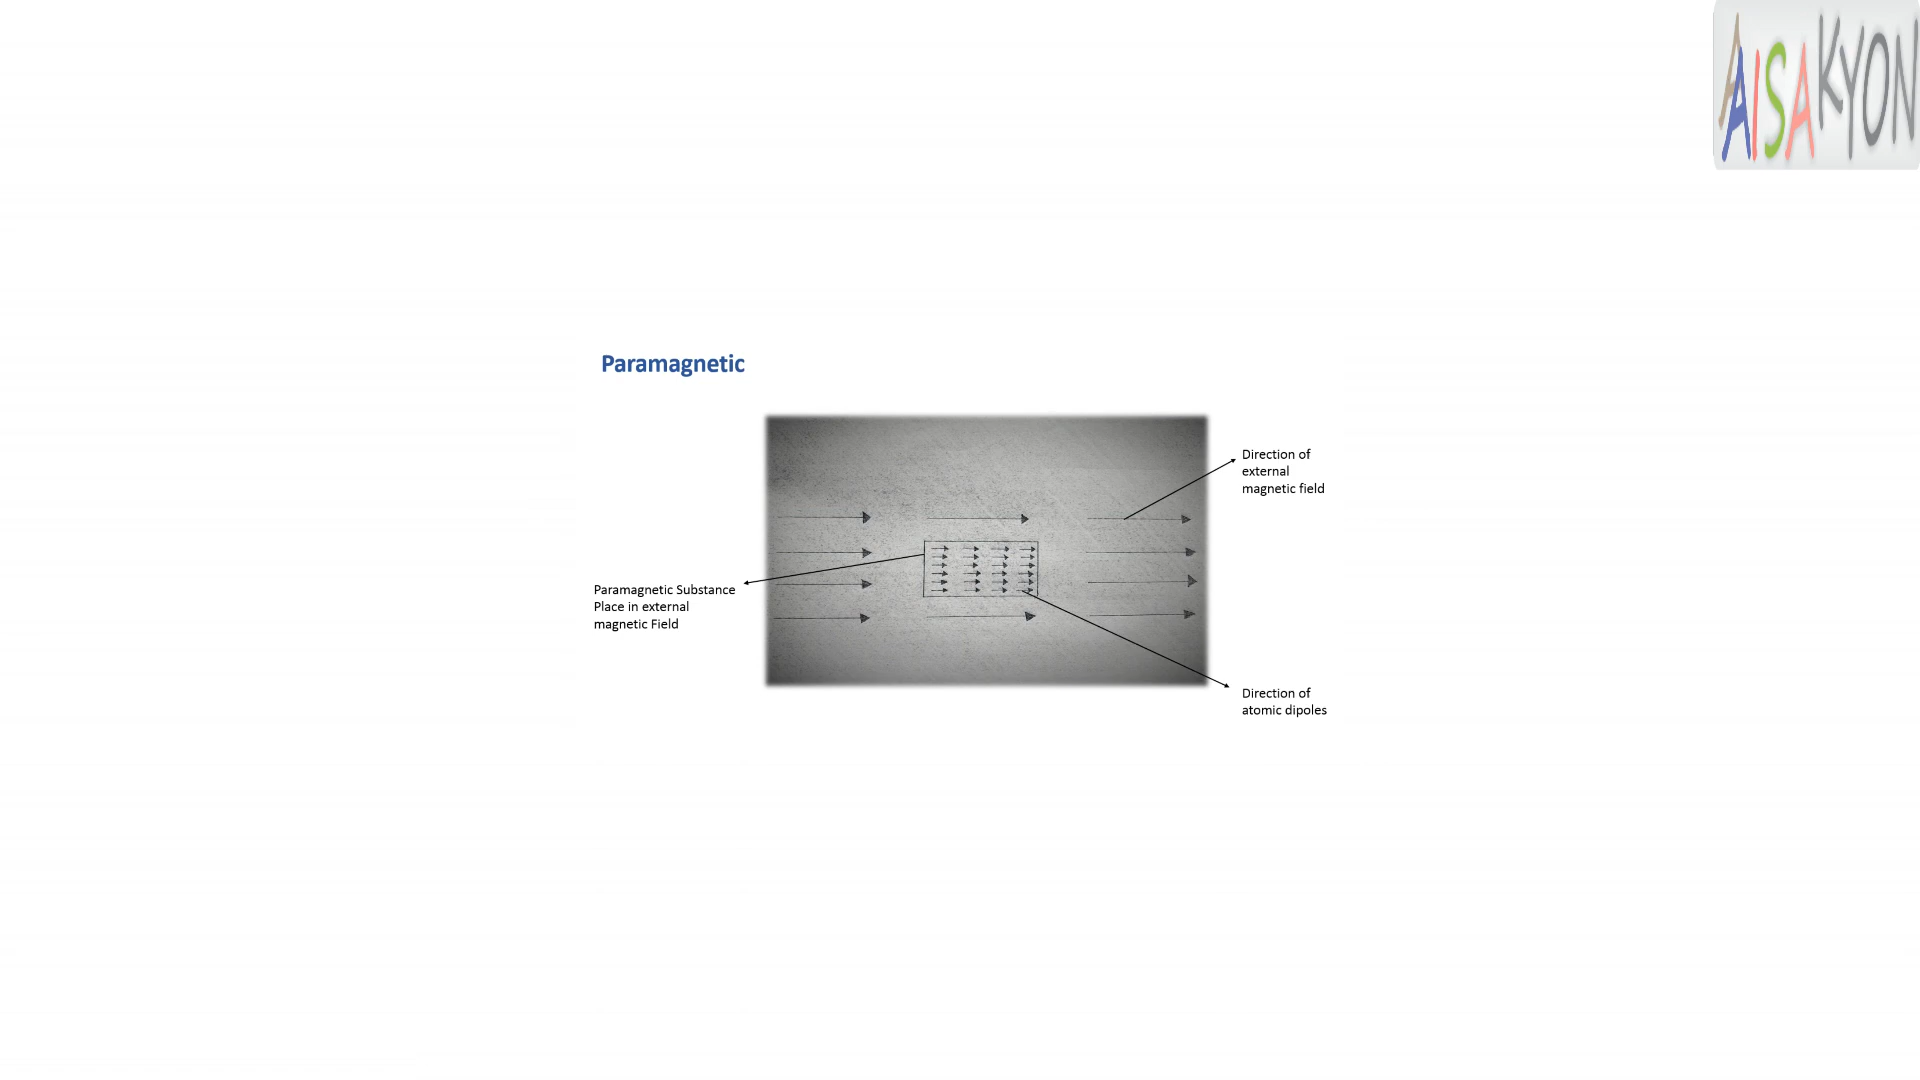 AISAKYON
Paramagnetic
Direction of
external
magnetic field
Paramagnetic Substance
Place in external
magnetic Field
Direction of
atomic dipoles